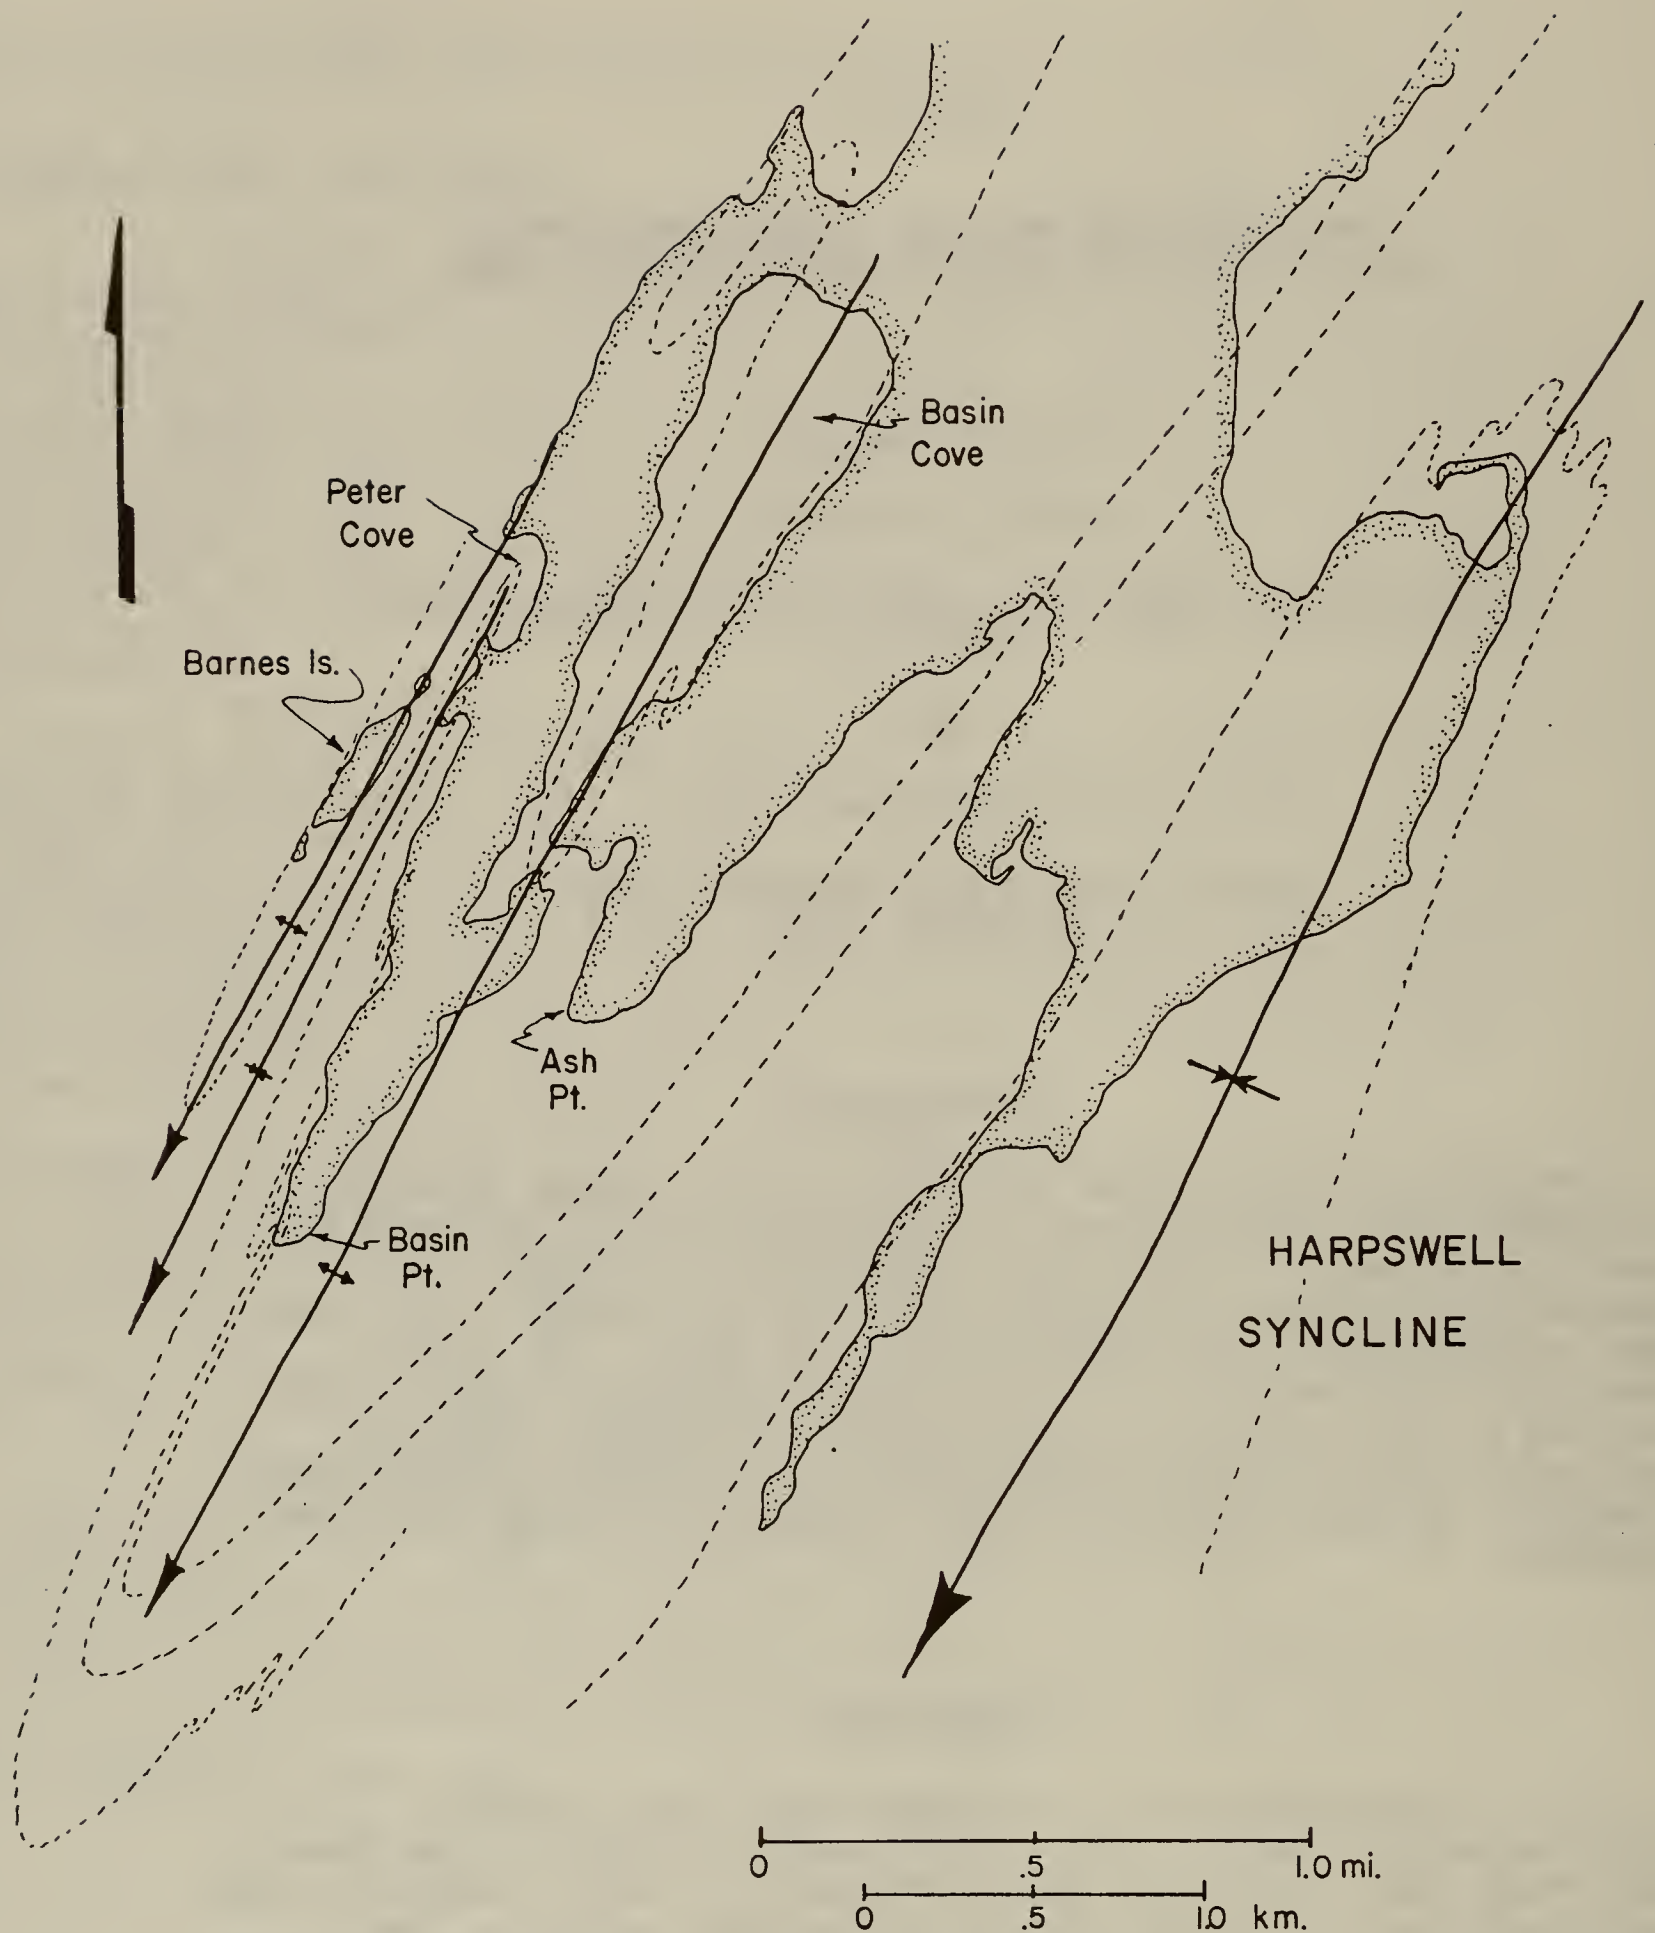 Basin
Cove
Peter
Cove
Barnes Is.
Ash
Pt.
Basin
Pt.
HARPSWELL
SYNCLINE
0 .5 1.0 mi.
0 .5 1.0 km.